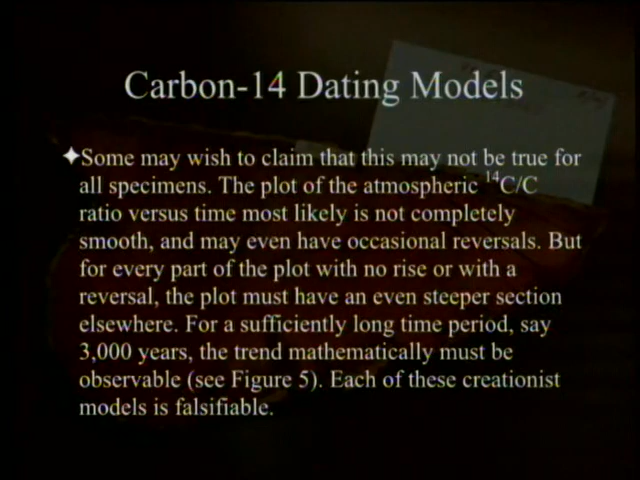 Carbon-14 Dating Models
✦Some may wish to claim that this may not be true for
all specimens. The plot of the atmospheric ¹⁴C/C
ratio versus time most likely is not completely
smooth, and may even have occasional reversals. But
for every part of the plot with no rise or with a
reversal, the plot must have an even steeper section
elsewhere. For a sufficiently long time period, say
3,000 years, the trend mathematically must be
observable (see Figure 5). Each of these creationist
models is falsifiable.